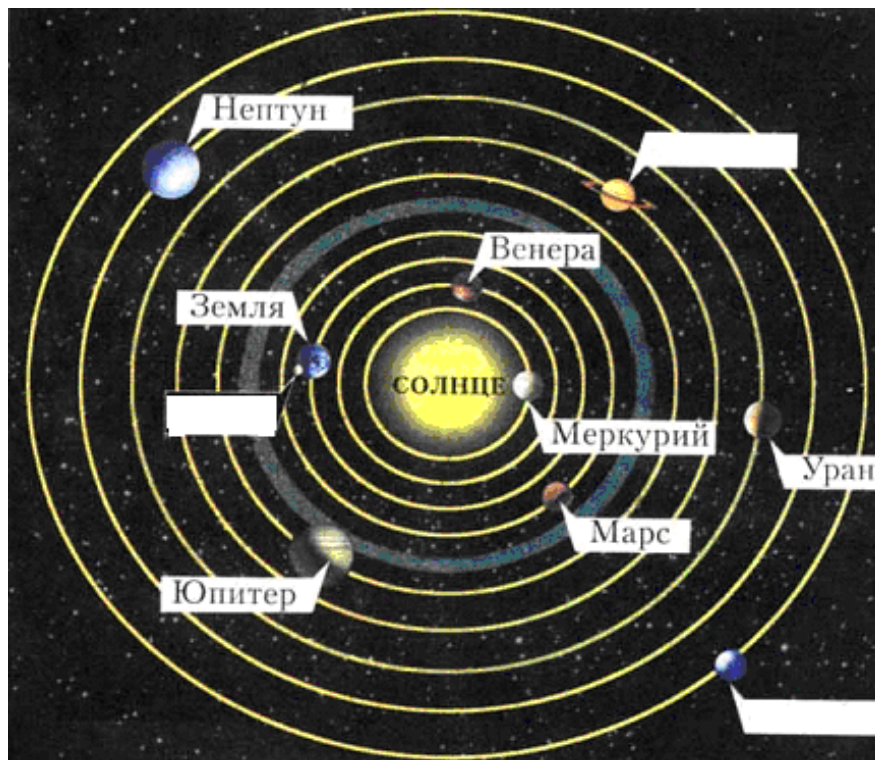 Нептун
Венера
Земля
СОЛНЦЕ
Меркурий
Уран
Марс
Юпитер